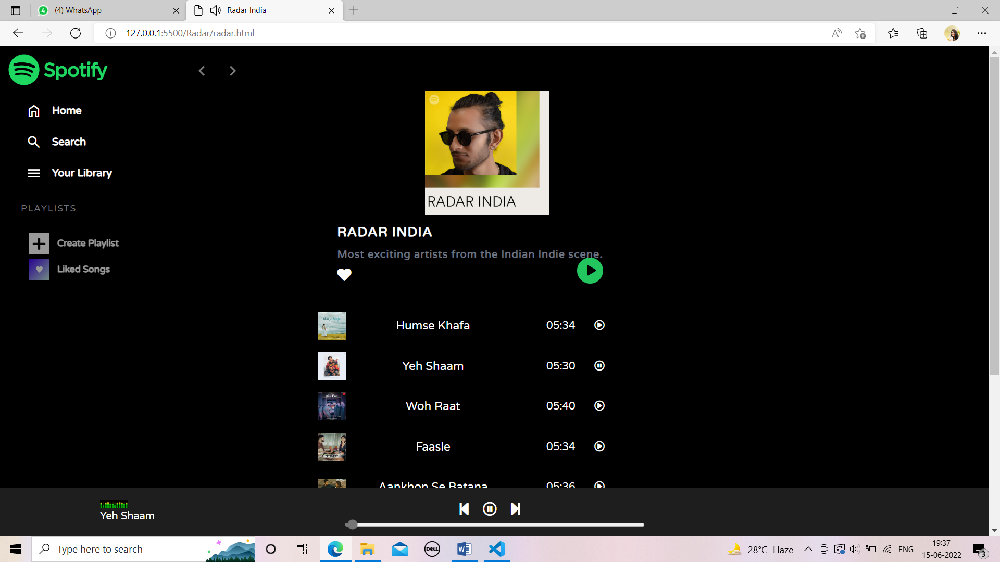 (4) WhatsApp
Radar India
127.0.0.1:5500/Radar/radar.html
Spotify
Home
Search
Your Library
PLAYLISTS
Create Playlist
Liked Songs
RADAR INDIA
RADAR INDIA
Most exciting artists from the Indian Indie scene.
Humse Khafa 05:34
Yeh Shaam 05:30
Woh Raat 05:40
Faasle 05:34
Aankhon Se Batana 05:36
Yeh Shaam
Type here to search
DELL
28°C Haze
ENG
19:37
15-06-2022
3